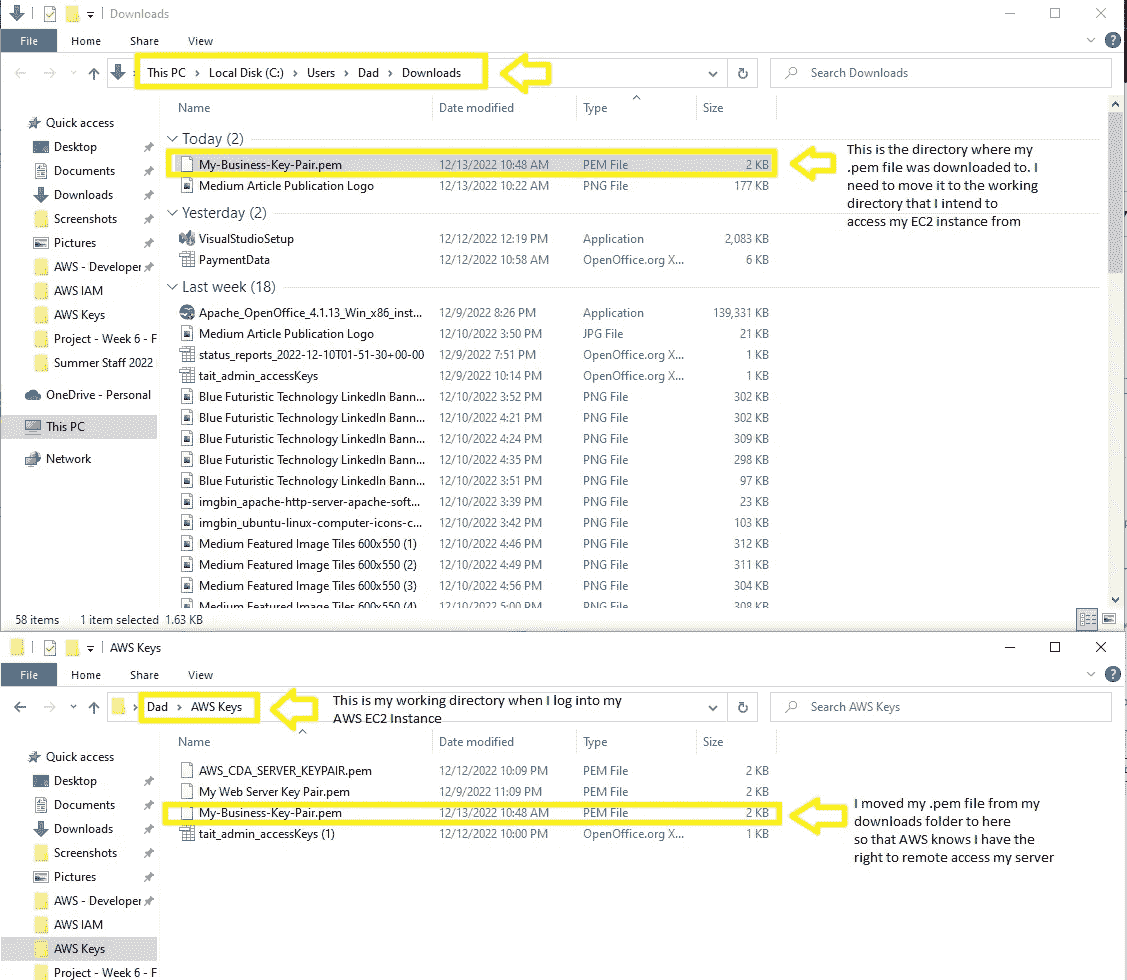 Downloads
File Home Share View
This PC > Local Disk (C:) > Users > Dad > Downloads
Search Downloads
Name Date modified Type Size
Quick access
Desktop
Documents
Downloads
Screenshots
Pictures
AWS - Developer
AWS IAM
AWS Keys
Project - Week 6 - F
Summer Staff 2022
OneDrive - Personal
This PC
Network
Today (2)
My-Business-Key-Pair.pem 12/13/2022 10:48 AM PEM File 2 KB
Medium Article Publication Logo 12/13/2022 10:22 AM PNG File 177 KB
Yesterday (2)
VisualStudioSetup 12/12/2022 12:19 PM Application 2,083 KB
PaymentData 12/12/2022 10:58 AM OpenOffice.org X... 6 KB
Last week (18)
Apache_OpenOffice_4.1.13_Win_x86_inst... 12/9/2022 8:26 PM Application 139,331 KB
Medium Article Publication Logo 12/10/2022 3:50 PM JPG File 21 KB
status_reports_2022-12-10T01-51-30+00-00 12/9/2022 7:51 PM OpenOffice.org X... 1 KB
tait_admin_accessKeys 12/9/2022 10:14 PM OpenOffice.org X... 1 KB
Blue Futuristic Technology LinkedIn Bann... 12/10/2022 3:52 PM PNG File 302 KB
Blue Futuristic Technology LinkedIn Bann... 12/10/2022 4:21 PM PNG File 302 KB
Blue Futuristic Technology LinkedIn Bann... 12/10/2022 4:24 PM PNG File 309 KB
Blue Futuristic Technology LinkedIn Bann... 12/10/2022 4:35 PM PNG File 298 KB
Blue Futuristic Technology LinkedIn Bann... 12/10/2022 3:51 PM PNG File 97 KB
imgbin_apache-http-server-apache-soft... 12/10/2022 3:39 PM PNG File 23 KB
imgbin_ubuntu-linux-computer-icons-c... 12/10/2022 3:42 PM PNG File 103 KB
Medium Featured Image Tiles 600x550 (1) 12/10/2022 4:46 PM PNG File 312 KB
Medium Featured Image Tiles 600x550 (2) 12/10/2022 4:49 PM PNG File 311 KB
Medium Featured Image Tiles 600x550 (3) 12/10/2022 4:56 PM PNG File 304 KB
Medium Featured Image Tiles 600x550 (4) 12/10/2022 5:00 PM PNG File 308 KB
This is the directory where my
.pem file was downloaded to. I
need to move it to the working
directory that I intend to
access my EC2 instance from
58 items 1 item selected 1.63 KB
AWS Keys
File Home Share View
Dad > AWS Keys
This is my working directory when I log into my
AWS EC2 Instance
Search AWS Keys
Name Date modified Type Size
Quick access
Desktop
Documents
Downloads
Screenshots
Pictures
AWS - Developer
AWS IAM
AWS Keys
Project - Week 6 - F
AWS_CDA_SERVER_KEYPAIR.pem 12/12/2022 10:09 PM PEM File 2 KB
My Web Server Key Pair.pem 12/9/2022 11:09 PM PEM File 2 KB
My-Business-Key-Pair.pem 12/13/2022 10:48 AM PEM File 2 KB
tait_admin_accessKeys (1) 12/12/2022 10:00 PM OpenOffice.org X... 1 KB
I moved my .pem file from my
downloads folder to here
so that AWS knows I have the
right to remote access my server